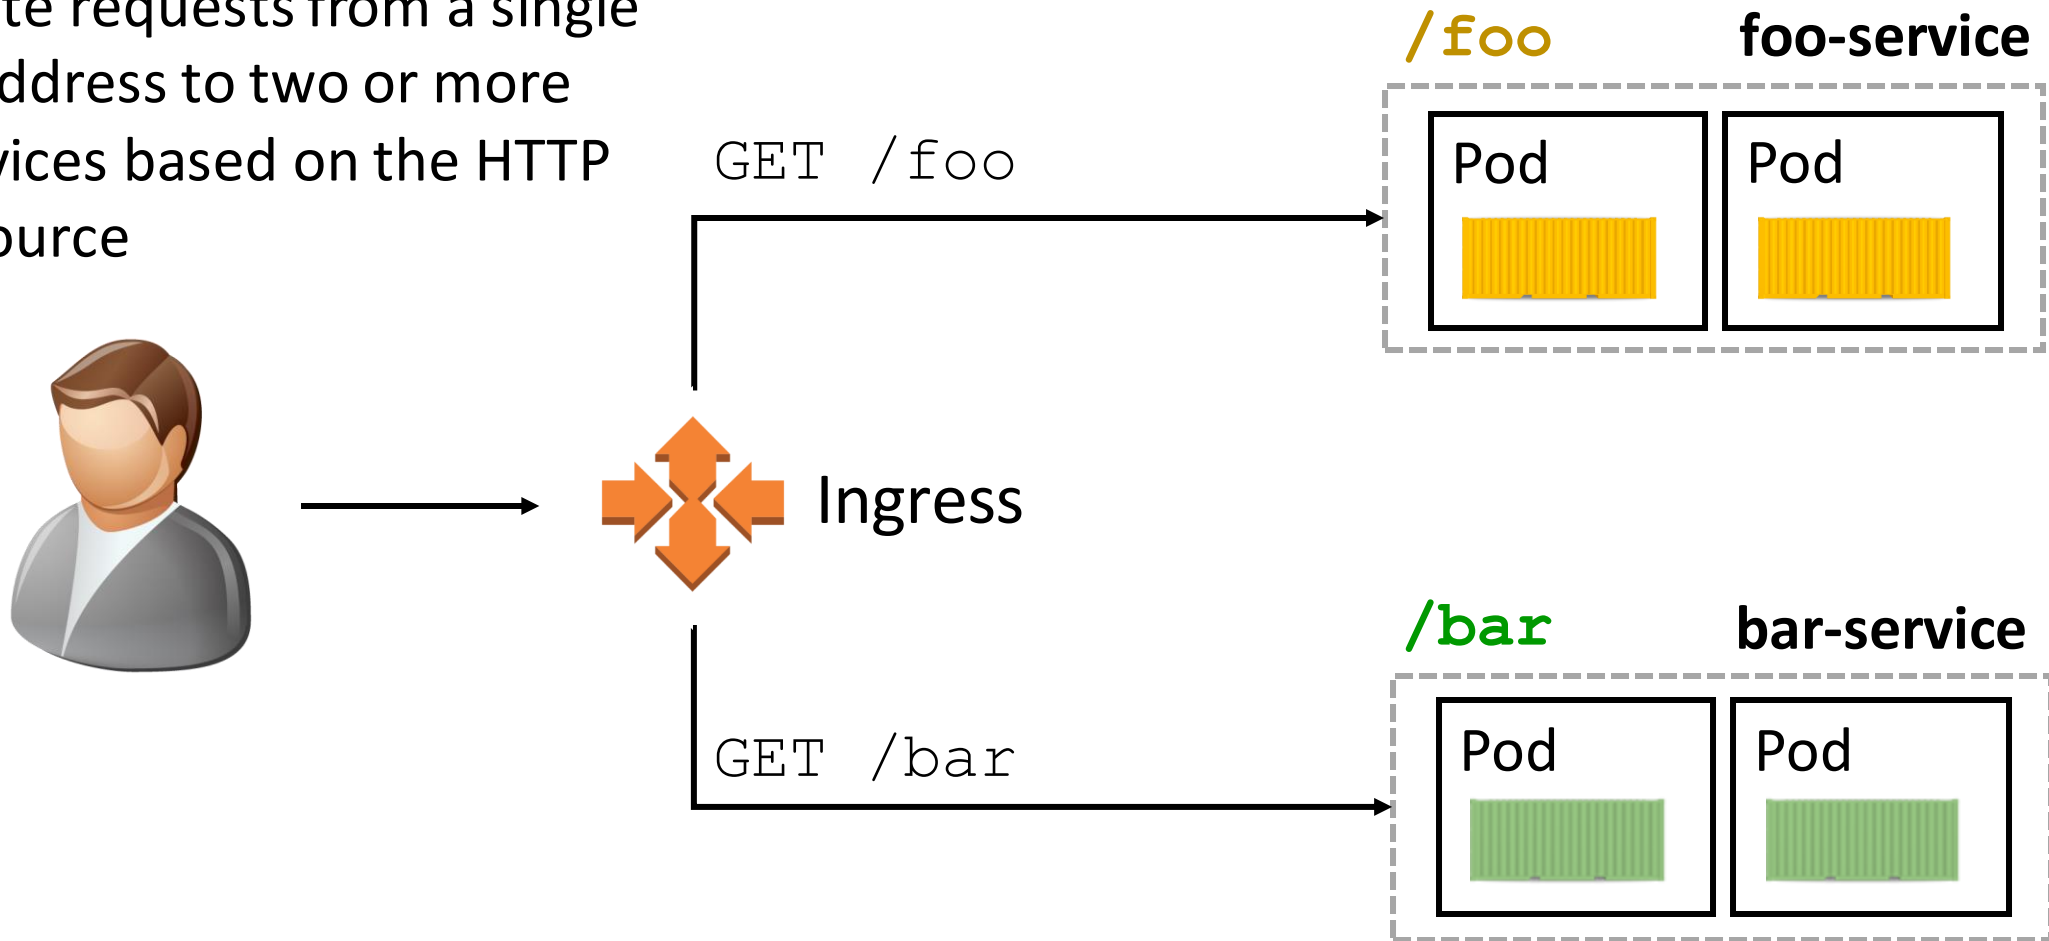 te requests from a single
ddress to two or more
vices based on the HTTP
ource
/foo foo-service
GET /foo
Pod Pod
Ingress
/bar bar-service
GET /bar
Pod Pod